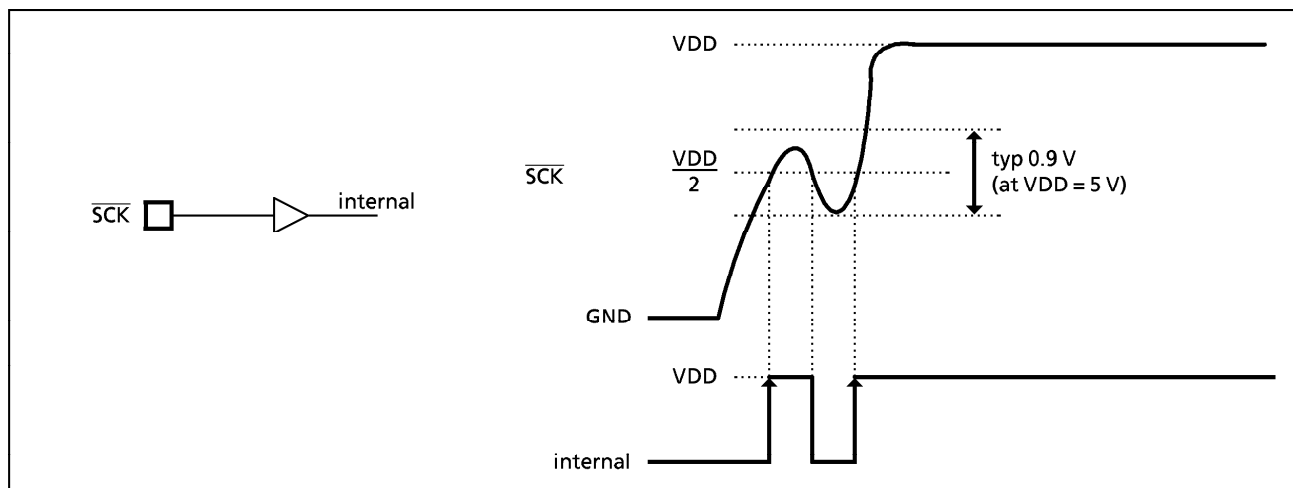 SCK
internal
VDD
SCK
VDD
2
typ 0.9 V
(at VDD = 5 V)
GND
VDD
internal